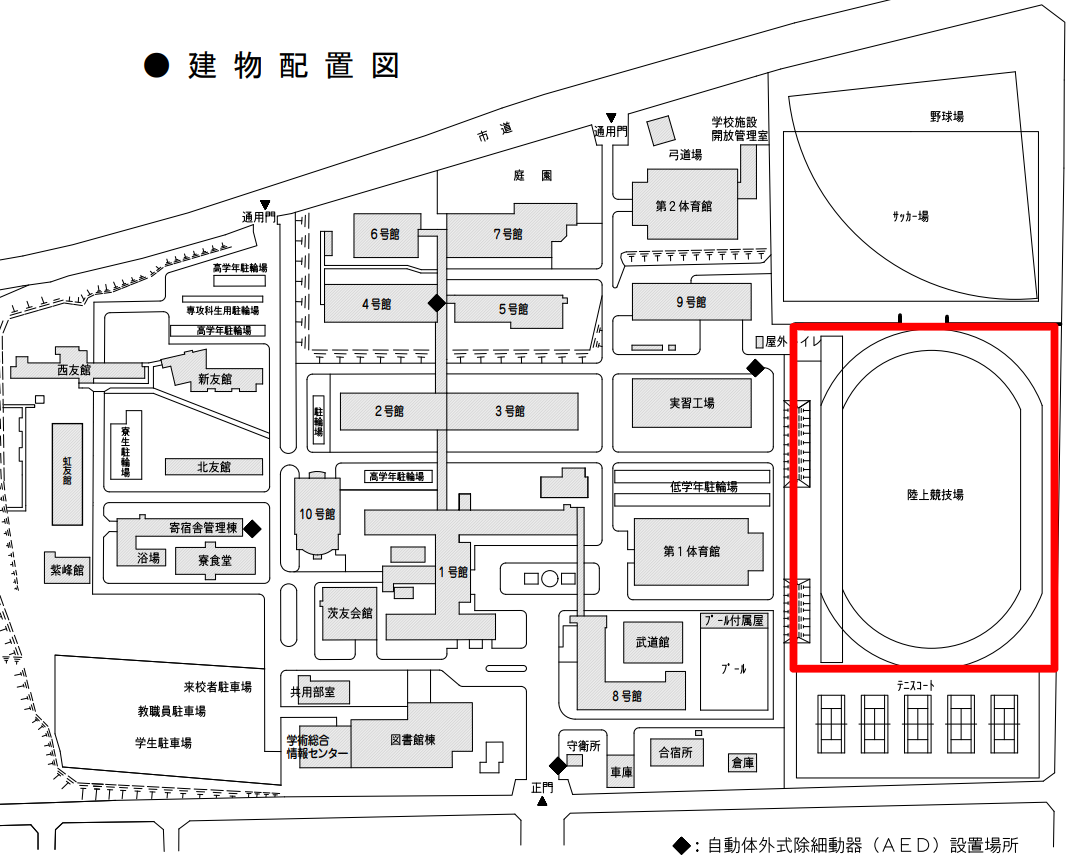 ● 建物配置図
市道
通用門
学校施設
開放管理室
野球場
弓道場
庭園
第2体育館
サッカー場
通用門
6号館
7号館
高学年駐輪場
専攻科生用駐輪場
高学年駐輪場
4号館
5号館
9号館
屋外トイレ
西友館
新友館
駐輪場
2号館
3号館
実習工場
寮生駐輪場
虹友館
北友館
高学年駐輪場
低学年駐輪場
陸上競技場
10号館
寄宿舎管理棟
浴場
寮食堂
紫峰館
1号館
第1体育館
茨友会館
プール付属屋
武道館
プール
8号館
テニスコート
来校者駐車場
教職員駐車場
学生駐車場
共用部室
学術総合
情報センター
図書館棟
守衛所
合宿所
倉庫
車庫
正門
◆：自動体外式除細動器（AED）設置場所